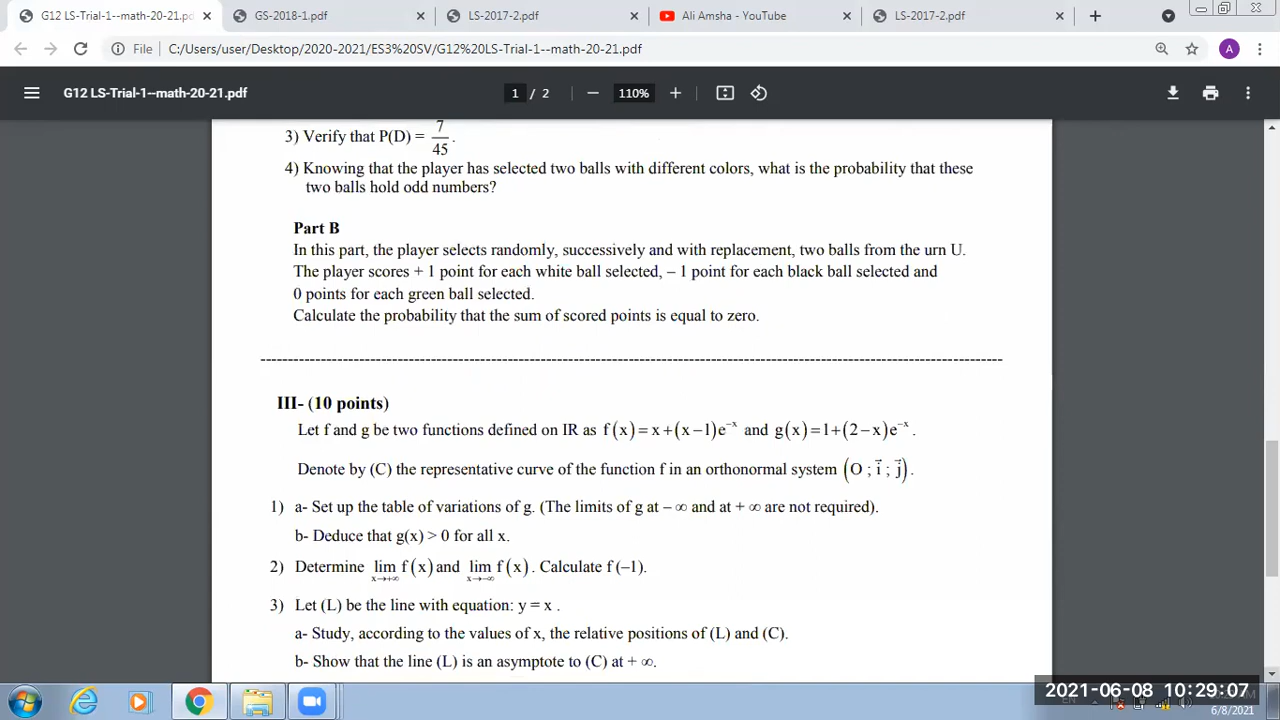 G12 LS-Trial-1--math-20-21.pdf
GS-2018-1.pdf
LS-2017-2.pdf
Ali Amsha - YouTube
LS-2017-2.pdf
File C:/Users/user/Desktop/2020-2021/ES3%20SV/G12%20LS-Trial-1--math-20-21.pdf
A
G12 LS-Trial-1--math-20-21.pdf
1 / 2
110%
3) Verify that P(D) = 7/45.
4) Knowing that the player has selected two balls with different colors, what is the probability that these
two balls hold odd numbers?
Part B
In this part, the player selects randomly, successively and with replacement, two balls from the urn U.
The player scores + 1 point for each white ball selected, – 1 point for each black ball selected and
0 points for each green ball selected.
Calculate the probability that the sum of scored points is equal to zero.
III- (10 points)
Let f and g be two functions defined on IR as f(x)=x+(x−1)e⁻ˣ and g(x)=1+(2−x)e⁻ˣ.
Denote by (C) the representative curve of the function f in an orthonormal system (O ; i⃗ ; j⃗).
1) a- Set up the table of variations of g. (The limits of g at – ∞ and at + ∞ are not required).
b- Deduce that g(x) > 0 for all x.
2) Determine lim x→+∞ f(x) and lim x→−∞ f(x). Calculate f (–1).
3) Let (L) be the line with equation: y = x .
a- Study, according to the values of x, the relative positions of (L) and (C).
b- Show that the line (L) is an asymptote to (C) at + ∞.
2021-06-08 10:29:07
6/8/2021